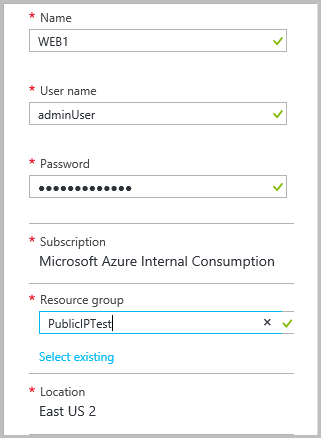 * Name
WEB1
* User name
adminUser
* Password
•••••••••••••
* Subscription
Microsoft Azure Internal Consumption
* Resource group
PublicIPTest
Select existing
* Location
East US 2